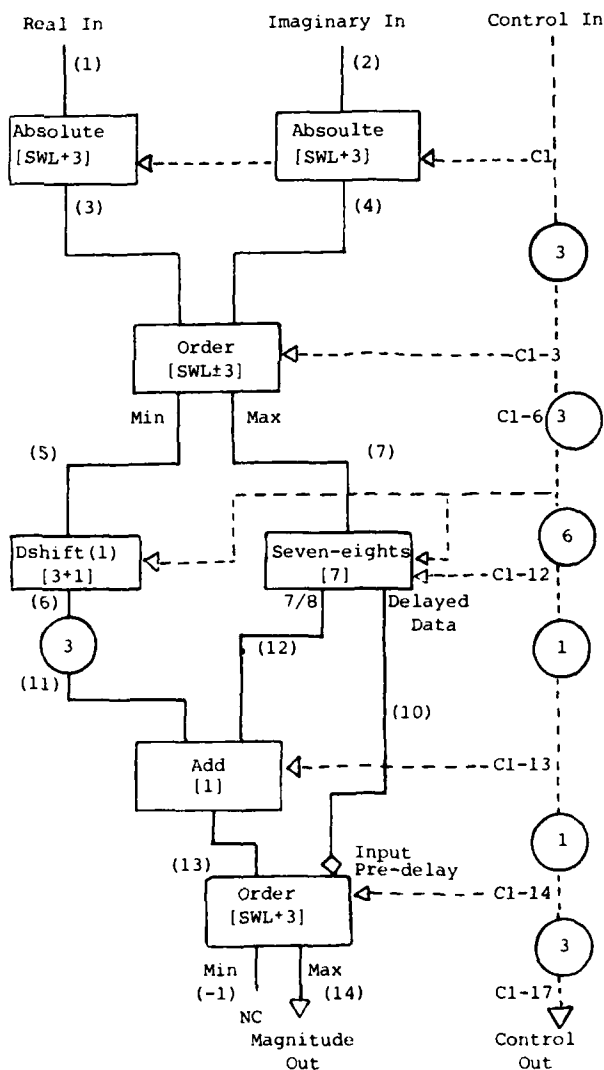 Real In
Imaginary In
Control In
(1)
(2)
Absolute
[SWL+3]
Absoulte
[SWL+3]
C1
(3)
(4)
3
Order
[SWL±3]
C1-3
Min
Max
C1-6
3
(5)
(7)
Dshift(1)
[3+1]
Seven-eights
[7]
6
C1-12
(6)
7/8
Delayed
Data
3
(12)
1
(11)
(10)
Add
[1]
C1-13
(13)
Input
Pre-delay
1
Order
[SWL+3]
C1-14
3
Min
Max
(-1)
(14)
C1-17
NC
Magnitude
Out
Control
Out